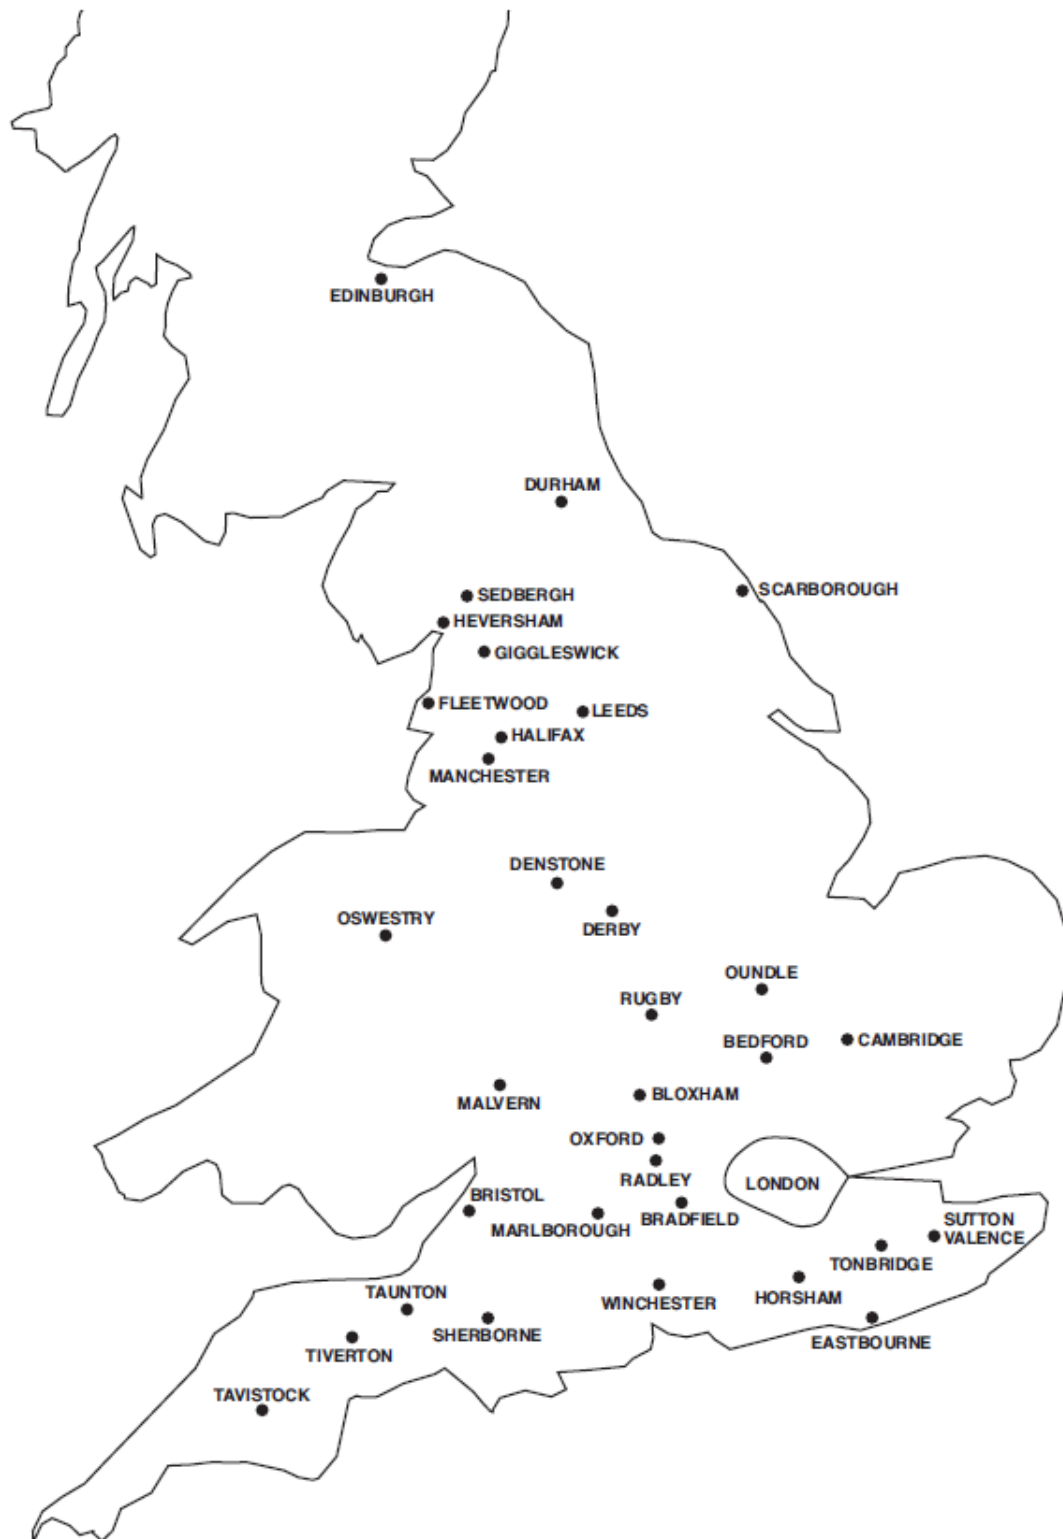 EDINBURGH
DURHAM
SCARBOROUGH
SEDBERGH
HEVERSHAM
GIGGLESWICK
FLEETWOOD
LEEDS
HALIFAX
MANCHESTER
DENSTONE
OSWESTRY
DERBY
OUNDLE
RUGBY
BEDFORD
CAMBRIDGE
MALVERN
BLOXHAM
OXFORD
RADLEY
LONDON
BRISTOL
MARLBOROUGH
BRADFIELD
SUTTON
VALENCE
TONBRIDGE
TAUNTON
WINCHESTER
HORSHAM
SHERBORNE
EASTBOURNE
TIVERTON
TAVISTOCK